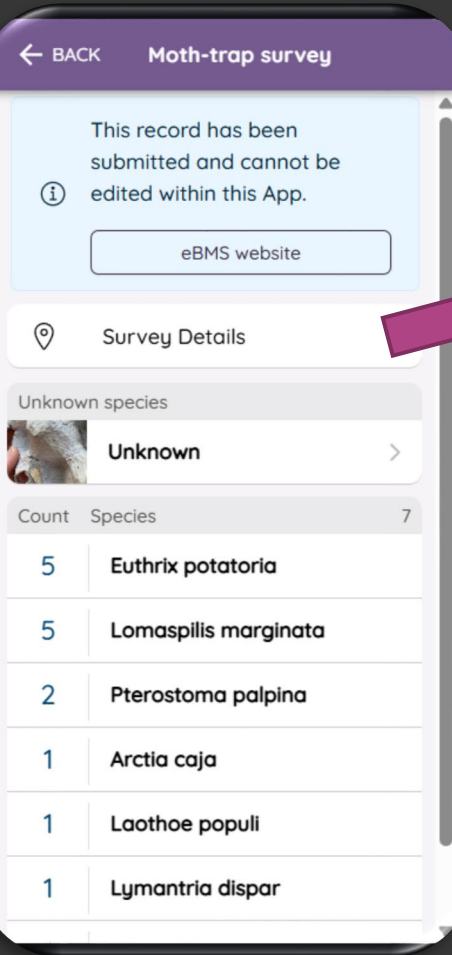 ← BACK Moth-trap survey
This record has been
submitted and cannot be
edited within this App.
eBMS website
Survey Details
Unknown species
Unknown
Count Species 7
5 Euthrix potatoria
5 Lomaspilis marginata
2 Pterostoma palpina
1 Arctia caja
1 Laothoe populi
1 Lymantria dispar